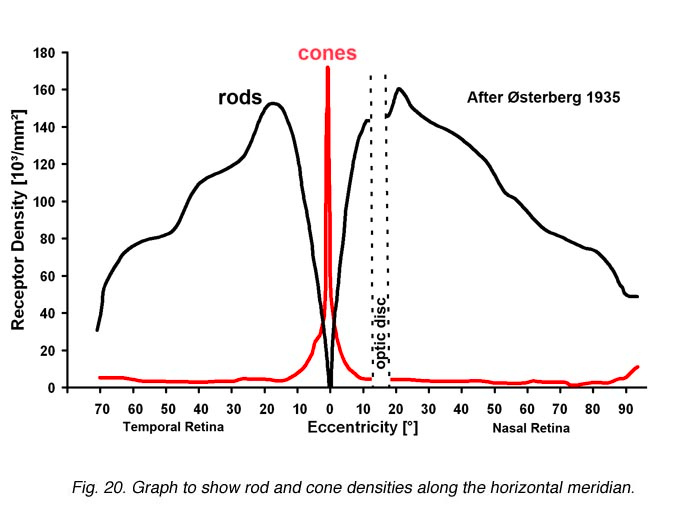 cones
rods
After Østerberg 1935
Receptor Density [10³/mm²]
180
160
140
120
100
80
60
40
20
0
optic disc
70 60 50 40 30 20 10 0 10 20 30 40 50 60 70 80 90
Temporal Retina Eccentricity [°] Nasal Retina
Fig. 20. Graph to show rod and cone densities along the horizontal meridian.